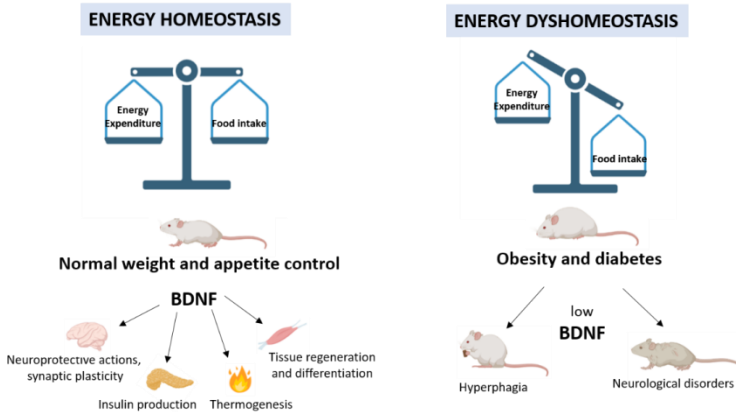 ENERGY HOMEOSTASIS
Energy
Expenditure
Food intake
Normal weight and appetite control
BDNF
Neuroprotective actions,
synaptic plasticity
Insulin production
Thermogenesis
Tissue regeneration
and differentiation
ENERGY DYSHOMEOSTASIS
Energy
Expenditure
Food intake
Obesity and diabetes
low
BDNF
Hyperphagia
Neurological disorders